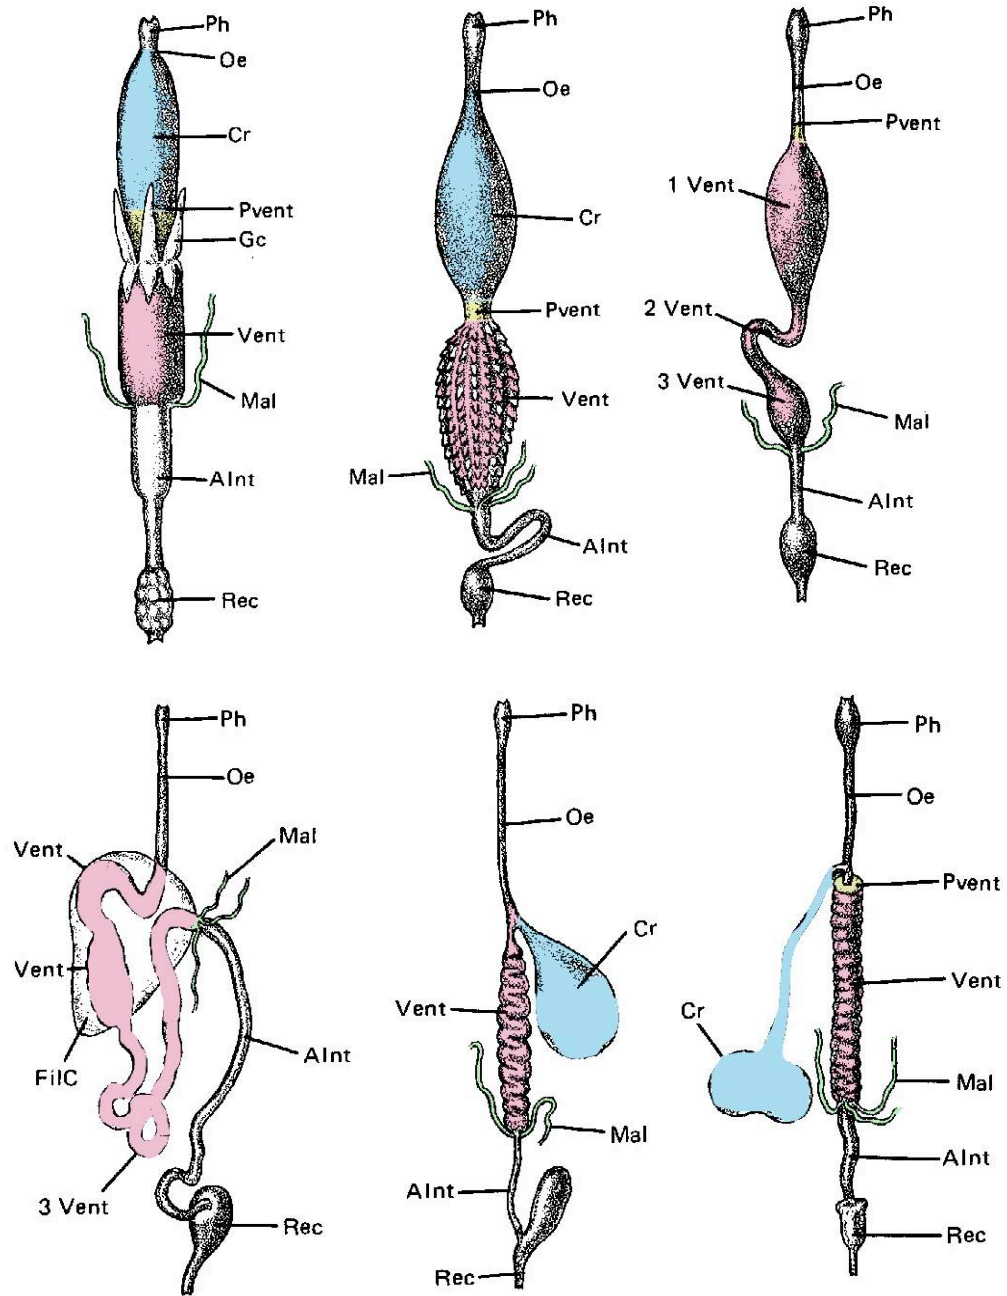 Ph
Oe
Cr
Pvent
Gc
Vent
Mal
AInt
Rec
Ph
Oe
Cr
Pvent
Vent
Mal
AInt
Rec
Ph
Oe
Pvent
1 Vent
2 Vent
3 Vent
Mal
AInt
Rec
Ph
Oe
Mal
Vent
Vent
FilC
AInt
3 Vent
Rec
Ph
Oe
Cr
Vent
Mal
AInt
Rec
Ph
Oe
Pvent
Vent
Cr
Mal
AInt
Rec